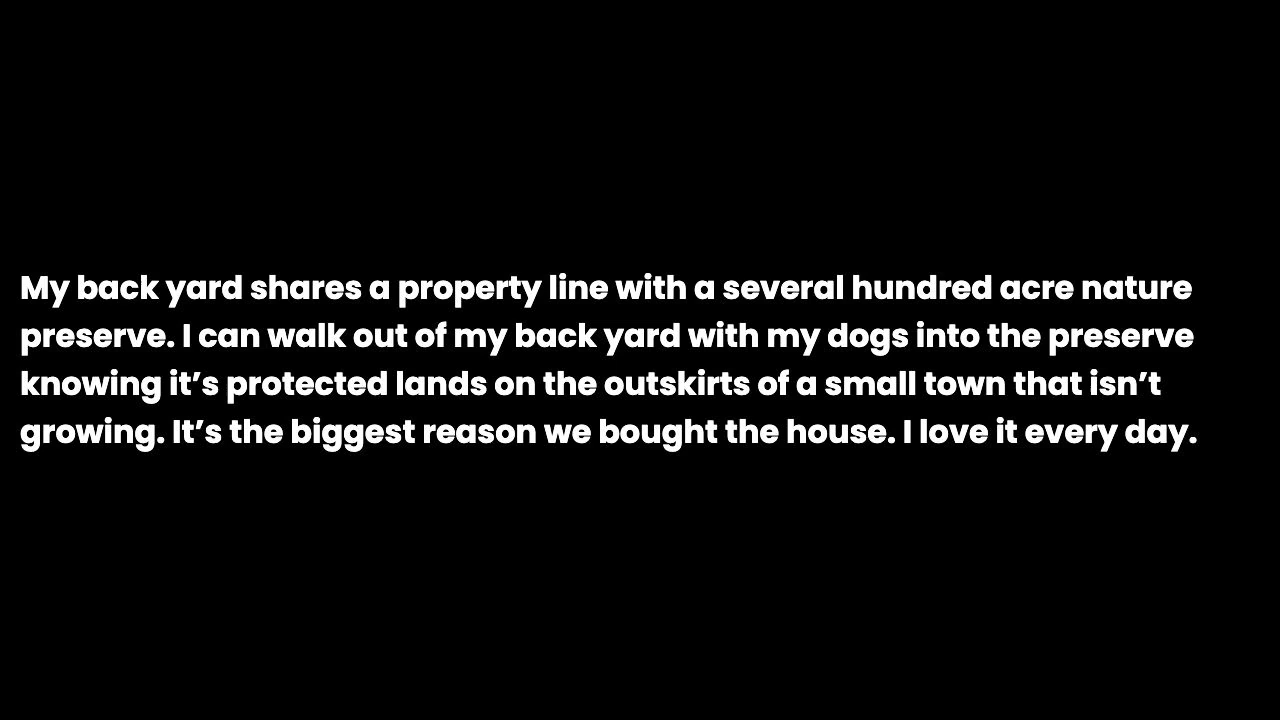 My back yard shares a property line with a several hundred acre nature
preserve. I can walk out of my back yard with my dogs into the preserve
knowing it’s protected lands on the outskirts of a small town that isn’t
growing. It’s the biggest reason we bought the house. I love it every day.